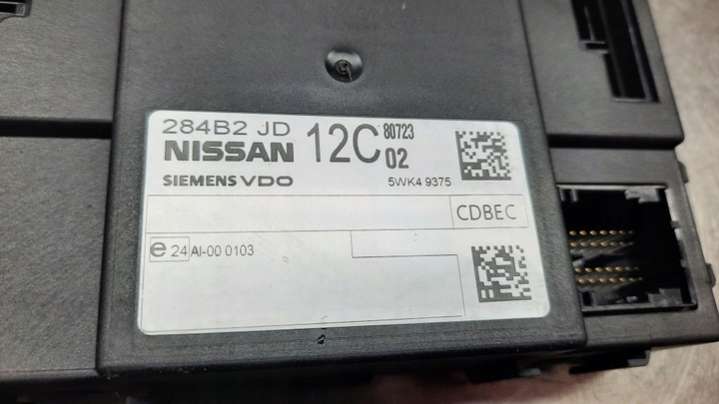 284B2 JD 12C 80723
NISSAN 02
SIEMENS VDO 5WK4 9375
CDBEC
e 24 AI-00 0103